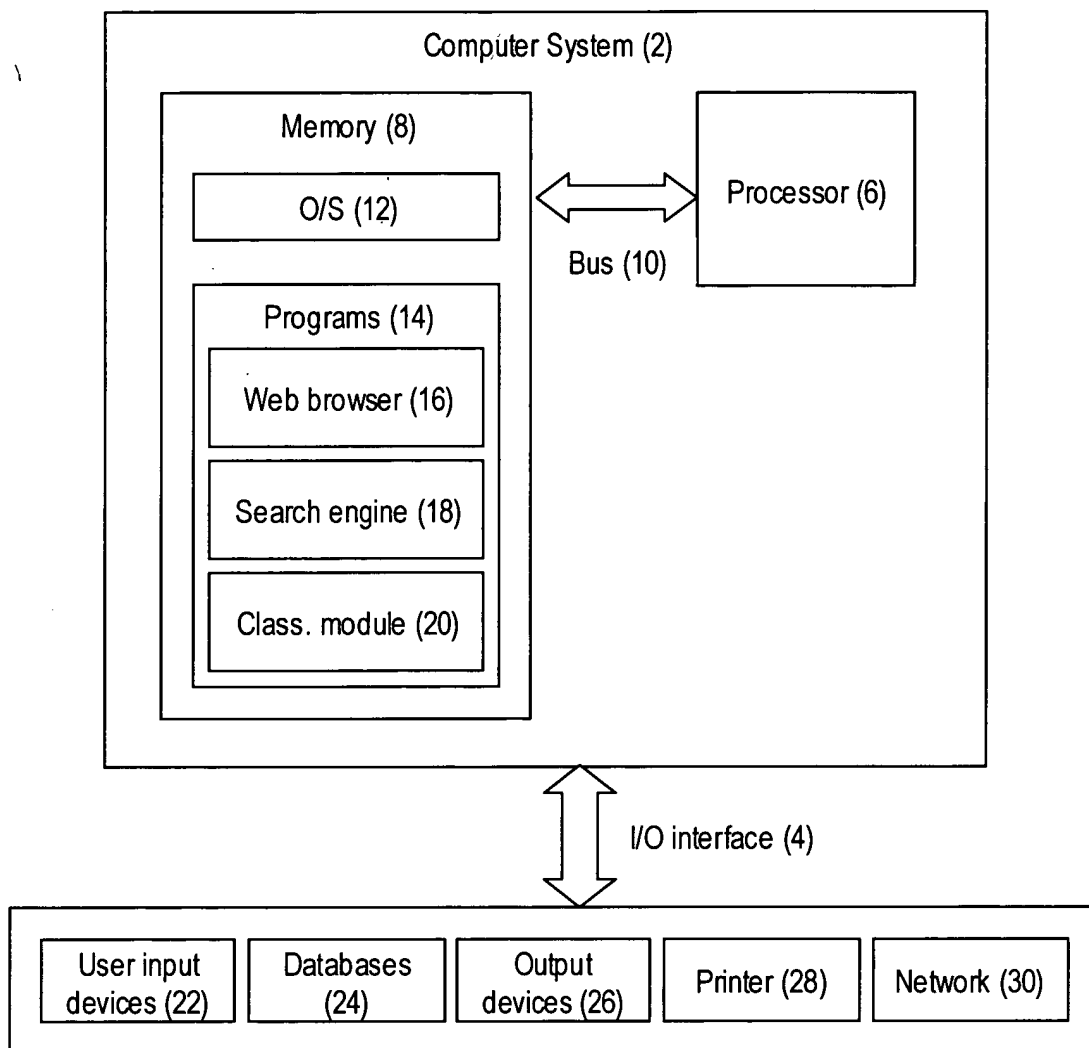 Computer System (2)
Memory (8)
O/S (12)
Programs (14)
Web browser (16)
Search engine (18)
Class. module (20)
Bus (10)
Processor (6)
I/O interface (4)
User input
devices (22)
Databases
(24)
Output
devices (26)
Printer (28)
Network (30)